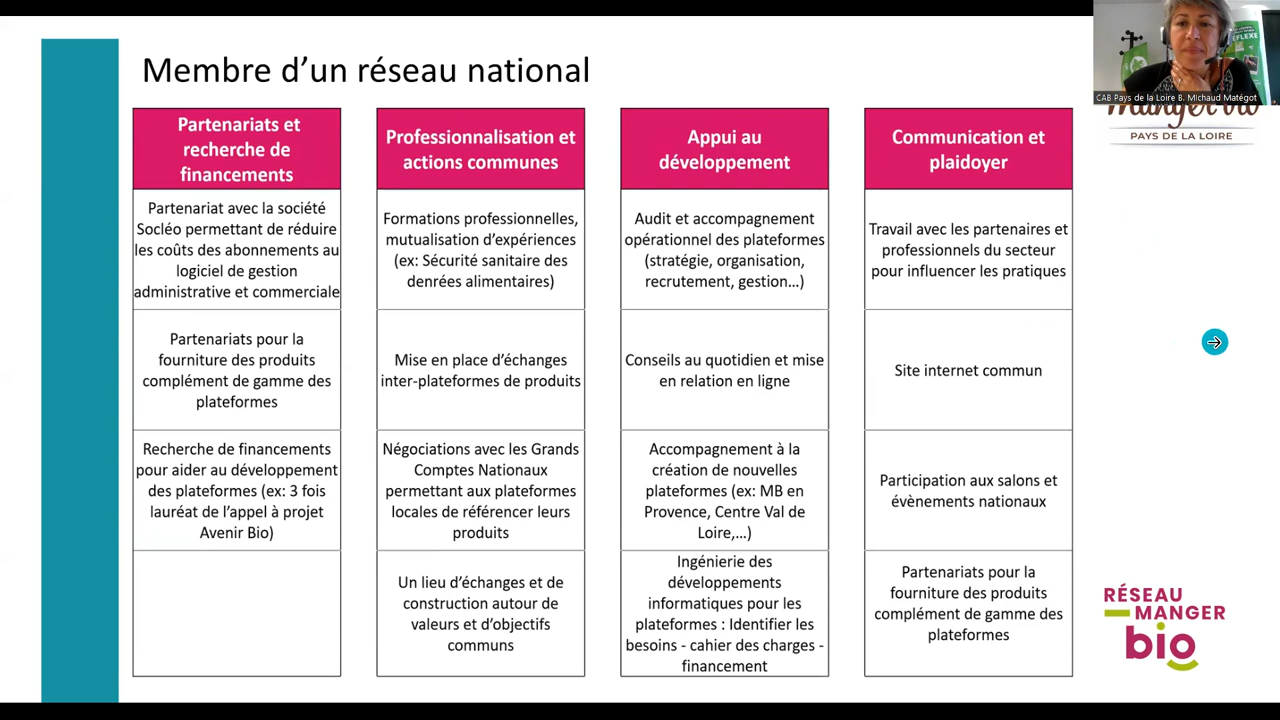 Membre d’un réseau national
Partenariats et
recherche de
financements
Partenariat avec la société
Socléo permettant de réduire
les coûts des abonnements au
logiciel de gestion
administrative et commerciale
Partenariats pour la
fourniture des produits
complément de gamme des
plateformes
Recherche de financements
pour aider au développement
des plateformes (ex: 3 fois
lauréat de l’appel à projet
Avenir Bio)
Professionnalisation et
actions communes
Formations professionnelles,
mutualisation d’expériences
(ex: Sécurité sanitaire des
denrées alimentaires)
Mise en place d’échanges
inter-plateformes de produits
Négociations avec les Grands
Comptes Nationaux
permettant aux plateformes
locales de référencer leurs
produits
Un lieu d’échanges et de
construction autour de
valeurs et d’objectifs
communs
Appui au
développement
Audit et accompagnement
opérationnel des plateformes
(stratégie, organisation,
recrutement, gestion…)
Conseils au quotidien et mise
en relation en ligne
Accompagnement à la
création de nouvelles
plateformes (ex: MB en
Provence, Centre Val de
Loire,…)
Ingénierie des
développements
informatiques pour les
plateformes : Identifier les
besoins - cahier des charges -
financement
Communication et
plaidoyer
Travail avec les partenaires et
professionnels du secteur
pour influencer les pratiques
Site internet commun
Participation aux salons et
évènements nationaux
Partenariats pour la
fourniture des produits
complément de gamme des
plateformes
CAB Pays de la Loire B. MIchaud Matégot
Manger bio
PAYS DE LA LOIRE
RÉSEAU
MANGER
bio